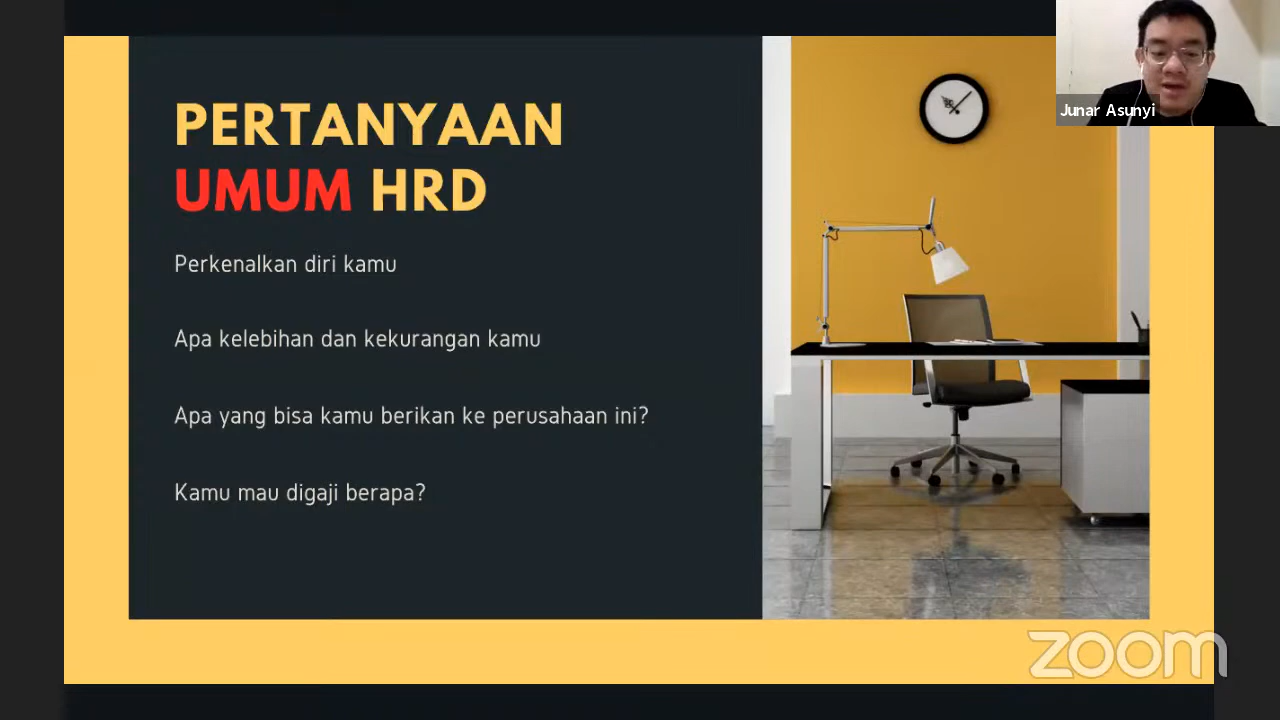 PERTANYAAN
UMUM HRD
Perkenalkan diri kamu
Apa kelebihan dan kekurangan kamu
Apa yang bisa kamu berikan ke perusahaan ini?
Kamu mau digaji berapa?
Junar Asunyi
zoom